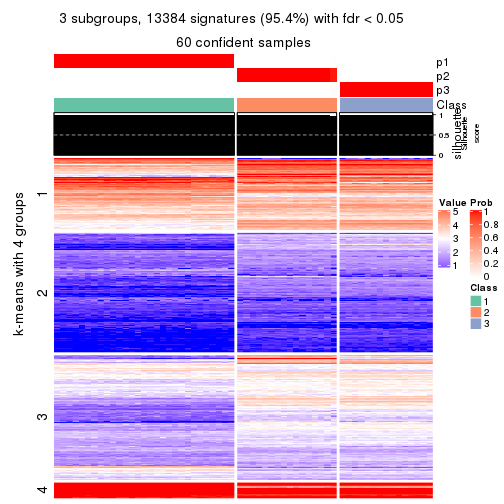 3 subgroups, 13384 signatures (95.4%) with fdr < 0.05
60 confident samples
p1
p2
p3
Class
silhouette
Silhouette
score
1
0.5
0
k-means with 4 groups
1
2
3
4
Value
5
4
3
2
1
Prob
1
0.8
0.6
0.4
0.2
0
Class
1
2
3